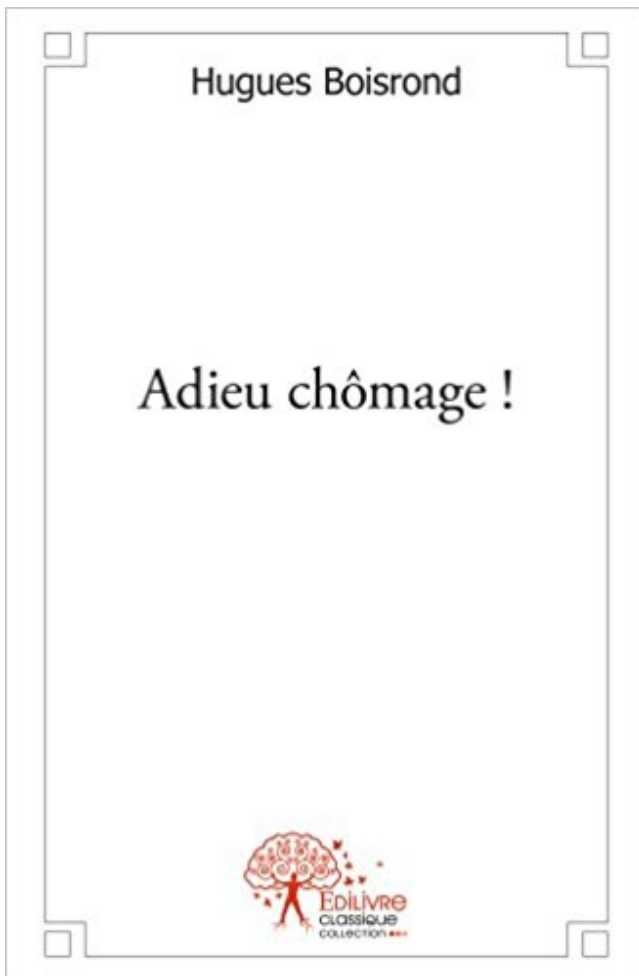 Hugues Boisrond
Adieu chômage !
EDILIVRE
CLASSIQUE
COLLECTION